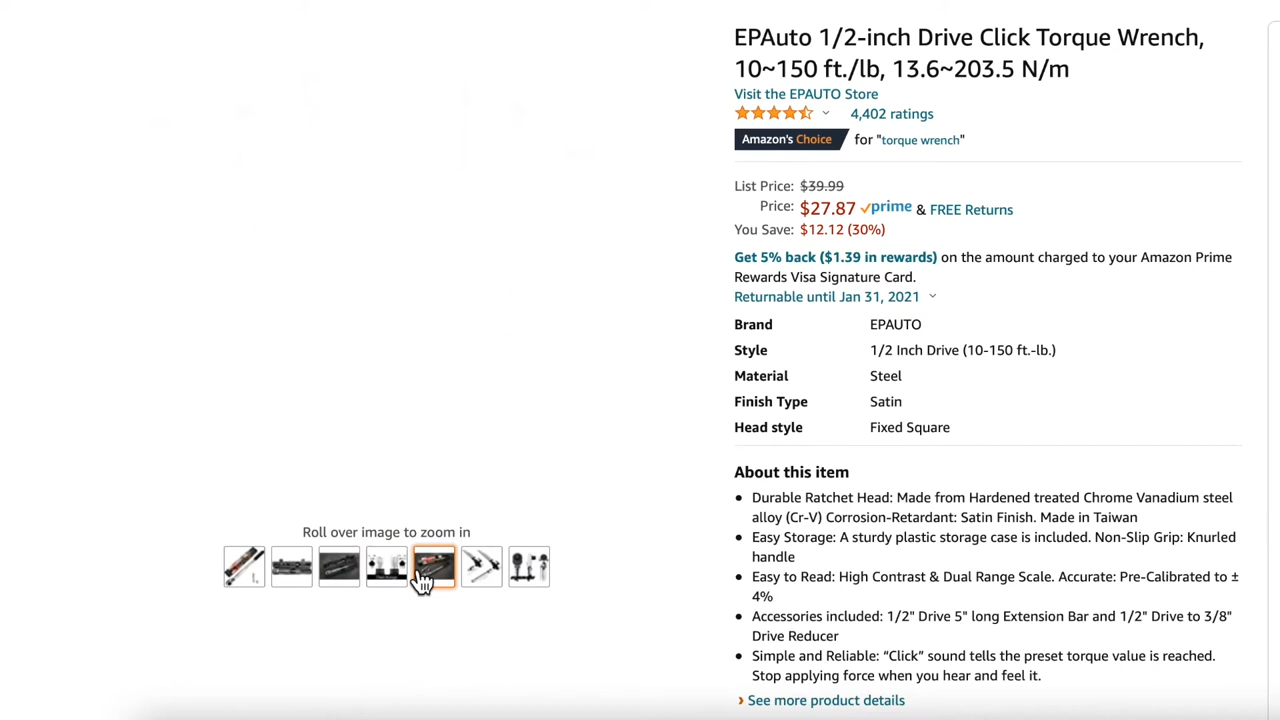 EPAuto 1/2-inch Drive Click Torque Wrench,
10~150 ft./lb, 13.6~203.5 N/m
Visit the EPAUTO Store
4,402 ratings
Amazon's Choice for "torque wrench"
List Price: $39.99
Price: $27.87 prime & FREE Returns
You Save: $12.12 (30%)
Get 5% back ($1.39 in rewards) on the amount charged to your Amazon Prime
Rewards Visa Signature Card.
Returnable until Jan 31, 2021
Brand EPAUTO
Style 1/2 Inch Drive (10-150 ft.-lb.)
Material Steel
Finish Type Satin
Head style Fixed Square
About this item
• Durable Ratchet Head: Made from Hardened treated Chrome Vanadium steel
alloy (Cr-V) Corrosion-Retardant: Satin Finish. Made in Taiwan
• Easy Storage: A sturdy plastic storage case is included. Non-Slip Grip: Knurled
handle
• Easy to Read: High Contrast & Dual Range Scale. Accurate: Pre-Calibrated to ±
4%
• Accessories included: 1/2" Drive 5" long Extension Bar and 1/2" Drive to 3/8"
Drive Reducer
• Simple and Reliable: “Click” sound tells the preset torque value is reached.
Stop applying force when you hear and feel it.
› See more product details
Roll over image to zoom in